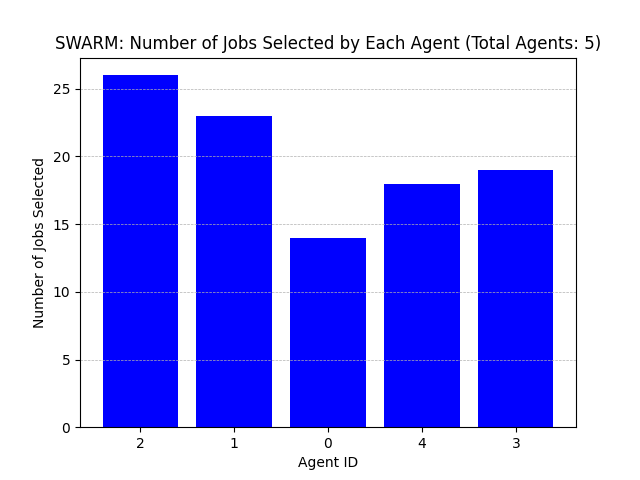 SWARM: Number of Jobs Selected by Each Agent (Total Agents: 5)
Number of Jobs Selected
25
20
15
10
5
0
2 1 0 4 3
Agent ID